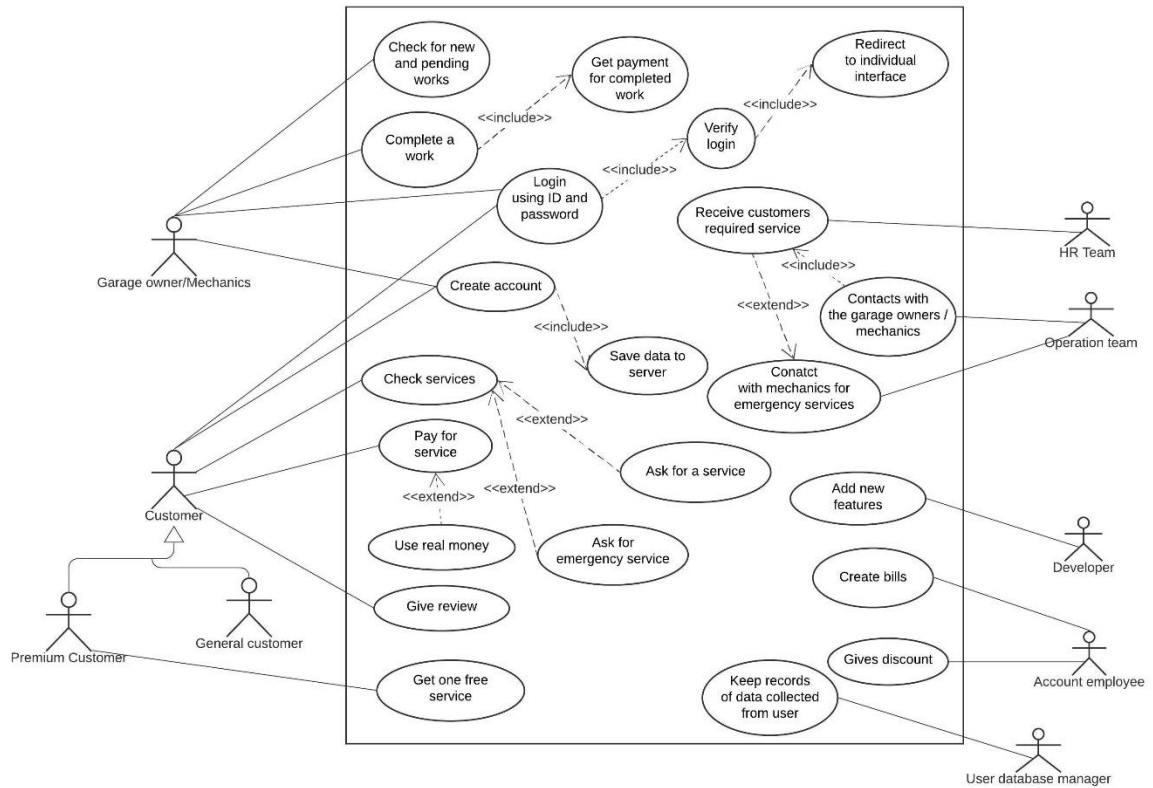 Check for new
and pending
works
Get payment
for completed
work
Redirect
to individual
interface
<<include>>
<<include>>
Complete a
work
Verify
login
<<include>>
Login
using ID and
password
Receive customers
required service
HR Team
Garage owner/Mechanics
<<include>>
Create account
<<extend>>
Contacts with
the garage owners /
mechanics
Operation team
<<include>>
Save data to
server
Check services
Conatct
with mechanics for
emergency services
<<extend>>
Pay for
service
Ask for a service
<<extend>>
<<extend>>
Customer
Add new
features
Use real money
Ask for
emergency service
Developer
Create bills
Give review
General customer
Premium Customer
Gives discount
Account employee
Get one free
service
Keep records
of data collected
from user
User database manager